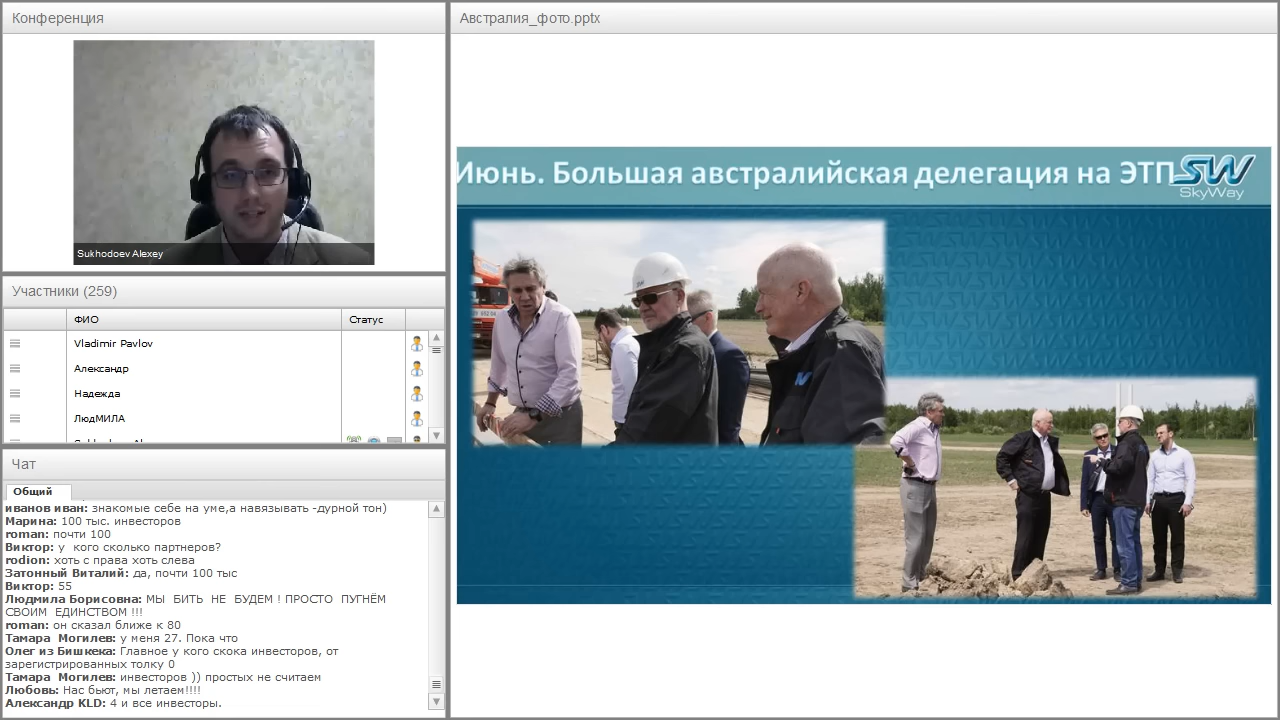 Конференция
Sukhodoev Alexey
Участники (259)
ФИО
Статус
Vladimir Pavlov
Александр
Надежда
ЛюдМИЛА
Чат
Общий
иванов иван: знакомые себе на уме,а навязывать -дурной тон)
Марина: 100 тыс. инвесторов
roman: почти 100
Виктор: у  кого сколько партнеров?
rodion: хоть с права хоть слева
Затонный Виталий: да, почти 100 тыс
Виктор: 55
Людмила Борисовна: МЫ  БИТЬ  НЕ  БУДЕМ ! ПРОСТО  ПУГНЁМ
СВОИМ  ЕДИНСТВОМ !!!
roman: он сказал ближе к 80
Тамара  Могилев: у меня 27. Пока что
Олег из Бишкека: Главное у кого скока инвесторов, от
зарегистрированных толку 0
Тамара  Могилев: инвесторов )) простых не считаем
Любовь: Нас бьют, мы летаем!!!!
Александр KLD: 4 и все инвесторы.
Австралия_фото.pptx
Июнь. Большая австралийская делегация на ЭТП
SW
SkyWay